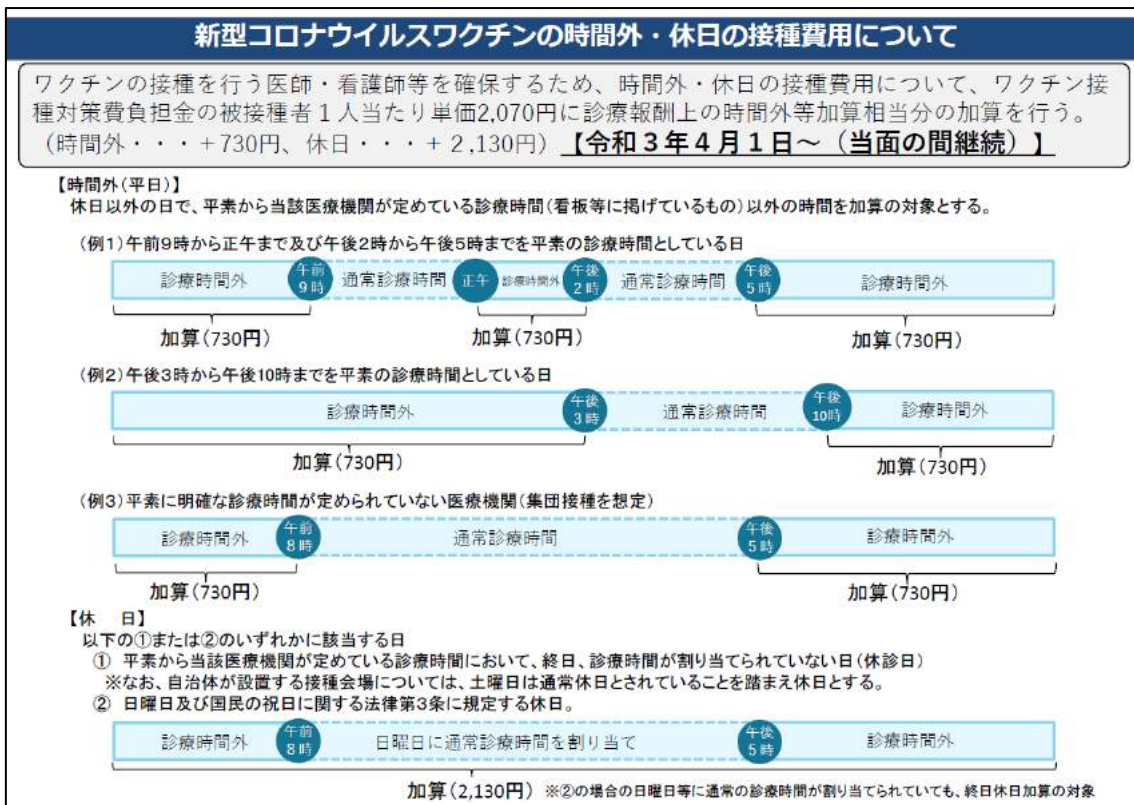 新型コロナウイルスワクチンの時間外・休日の接種費用について
ワクチンの接種を行う医師・看護師等を確保するため、時間外・休日の接種費用について、ワクチン接
種対策費負担金の被接種者１人当たり単価2,070円に診療報酬上の時間外等加算相当分の加算を行う。
（時間外・・・＋730円、休日・・・＋2,130円）【令和３年４月１日～（当面の間継続）】
【時間外（平日）】
休日以外の日で、平素から当該医療機関が定めている診療時間（看板等に掲げているもの）以外の時間を加算の対象とする。
（例１）午前９時から正午まで及び午後２時から午後５時までを平素の診療時間としている日
診療時間外 午前９時 通常診療時間 正午 診療時間外 午後２時 通常診療時間 午後５時 診療時間外
加算（730円） 加算（730円） 加算（730円）
（例２）午後３時から午後10時までを平素の診療時間としている日
診療時間外 午後３時 通常診療時間 午後10時 診療時間外
加算（730円） 加算（730円）
（例３）平素に明確な診療時間が定められていない医療機関（集団接種を想定）
診療時間外 午前８時 通常診療時間 午後５時 診療時間外
加算（730円） 加算（730円）
【休　日】
以下の①または②のいずれかに該当する日
① 平素から当該医療機関が定めている診療時間において、終日、診療時間が割り当てられていない日（休診日）
※なお、自治体が設置する接種会場については、土曜日は通常休日とされていることを踏まえ休日とする。
② 日曜日及び国民の祝日に関する法律第３条に規定する休日。
診療時間外 午前８時 日曜日に通常診療時間を割り当て 午後５時 診療時間外
加算（2,130円） ※②の場合の日曜日等に通常の診療時間が割り当てられていても、終日休日加算の対象